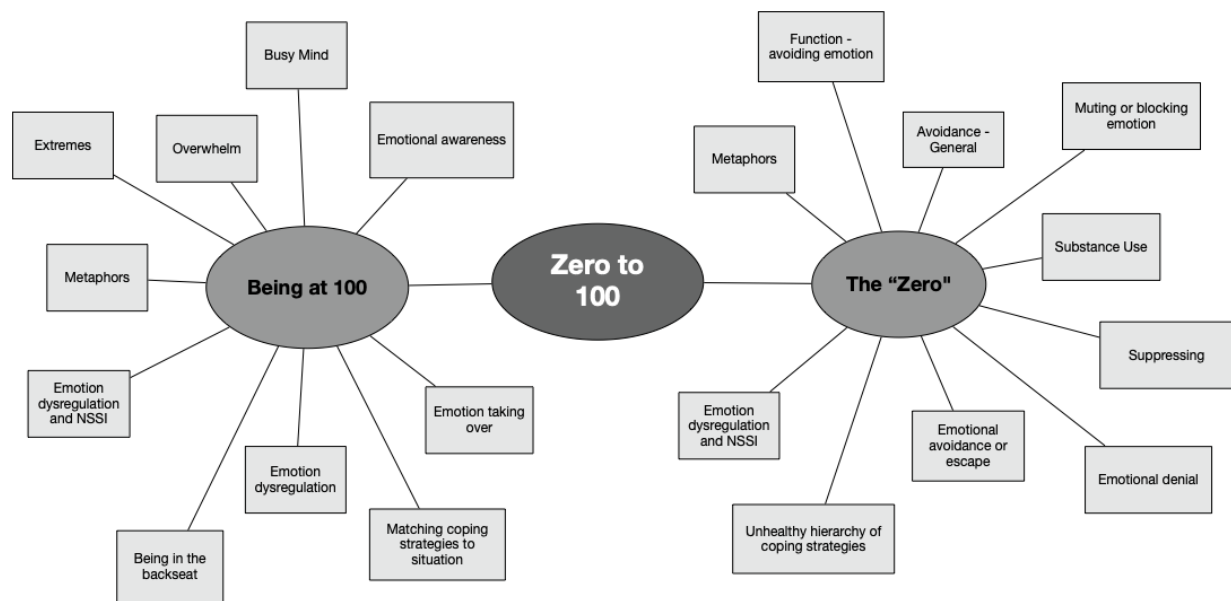 Busy Mind
Extremes
Overwhelm
Emotional awareness
Metaphors
Being at 100
Emotion
dysregulation
and NSSI
Emotion taking
over
Emotion
dysregulation
Being in the
backseat
Matching coping
strategies to
situation
Zero to
100
Function -
avoiding emotion
Muting or blocking
emotion
Avoidance -
General
Metaphors
Substance Use
The “Zero"
Suppressing
Emotion
dysregulation
and NSSI
Emotional
avoidance or
escape
Emotional denial
Unhealthy hierarchy of
coping strategies